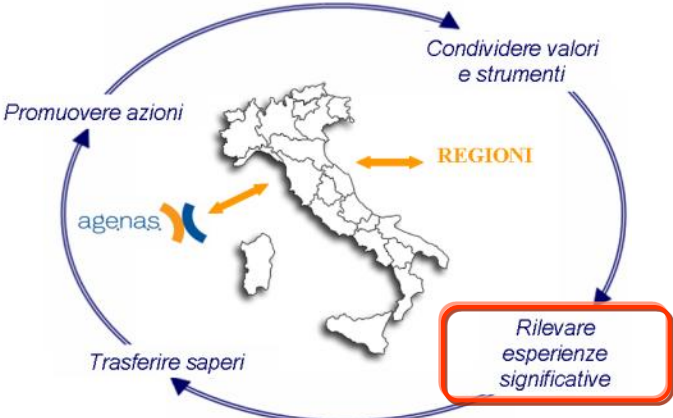 Condividere valori
e strumenti
Promuovere azioni
REGIONI
agenas
Rilevare
esperienze
significative
Trasferire saperi